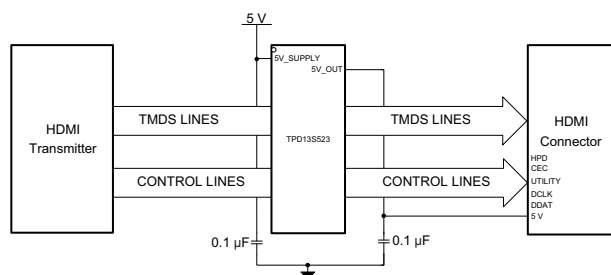 5 V
5V_SUPPLY
5V_OUT
HDMI
Transmitter
TMDS LINES
TPD13S523
TMDS LINES
HDMI
Connector
CONTROL LINES
CONTROL LINES
HPD
CEC
UTILITY
DCLK
DDAT
5 V
0.1 µF
0.1 µF